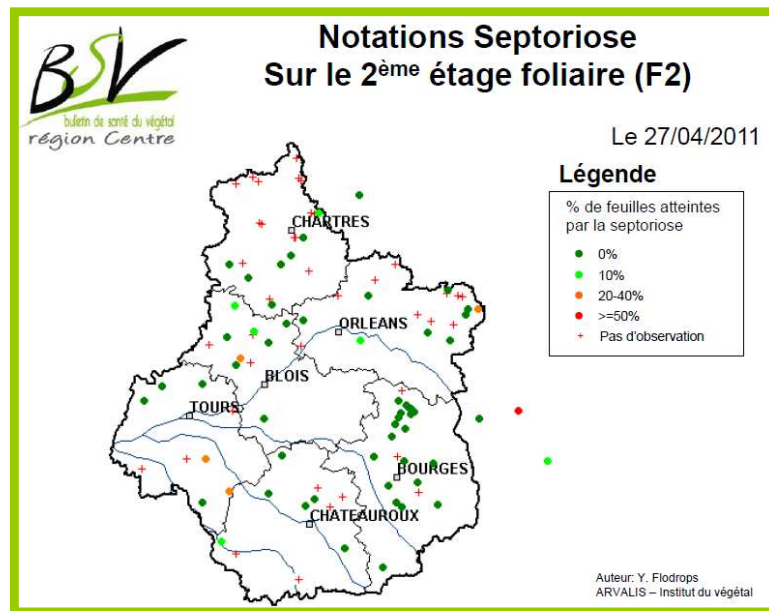 Notations Septoriose
Sur le 2ème étage foliaire (F2)
BSV
bulletin de santé du végétal
région Centre
Le 27/04/2011
Légende
% de feuilles atteintes
par la septoriose
0%
10%
20-40%
>=50%
Pas d'observation
CHARTRES
ORLEANS
BLOIS
TOURS
BOURGES
CHATEAUROUX
Auteur: Y. Flodrops
ARVALIS – Institut du végétal